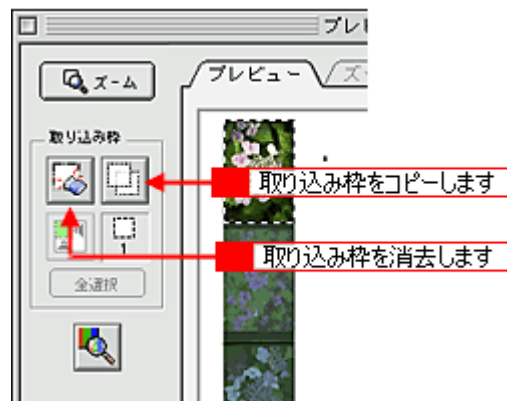 プレ
ズーム
プレビュー
ズ
取り込み枠
取り込み枠をコピーします
1
取り込み枠を消去します
全選択